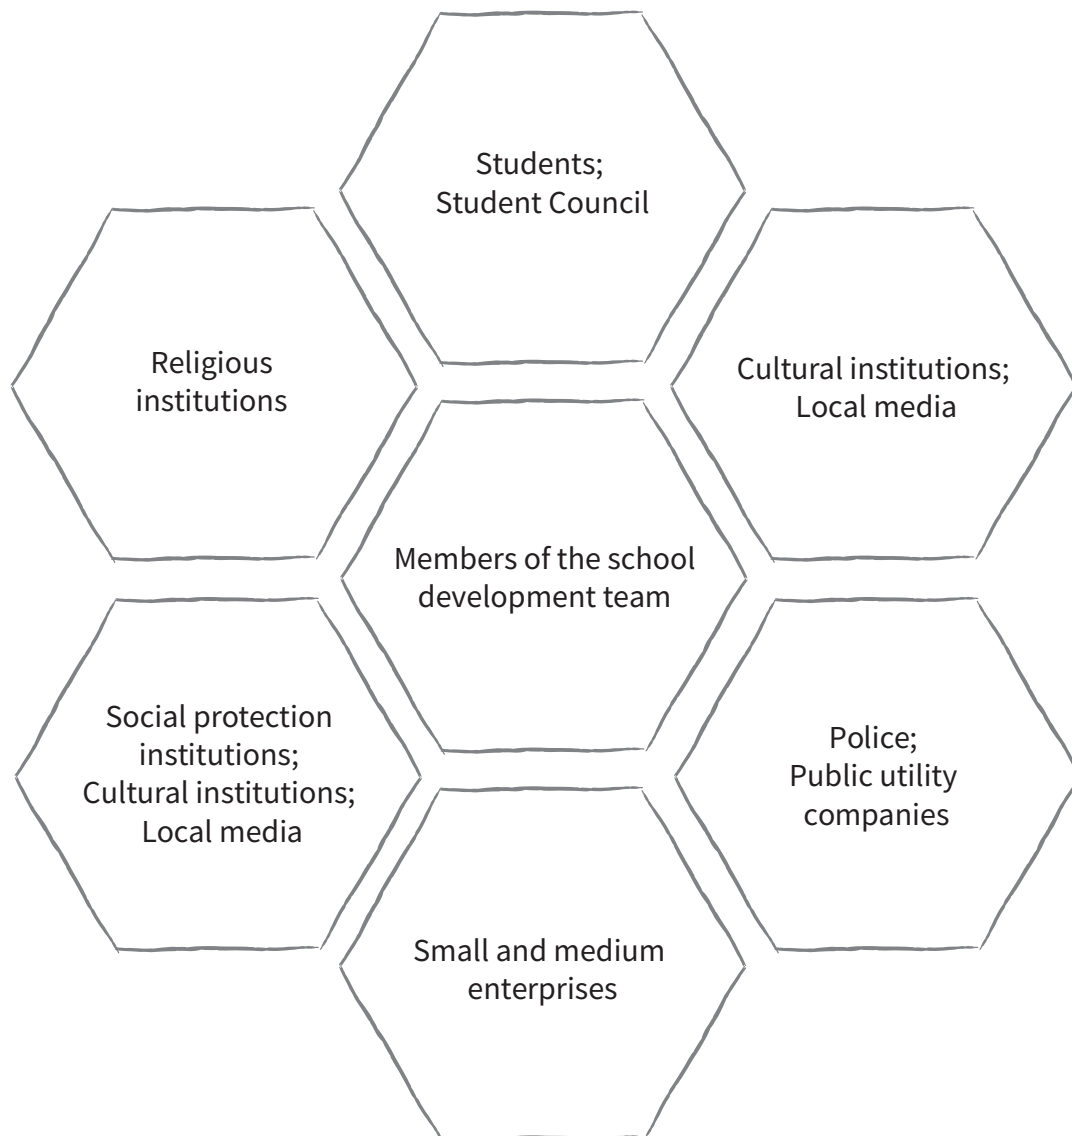 Students;
Student Council
Religious
institutions
Cultural institutions;
Local media
Members of the school
development team
Social protection
institutions;
Cultural institutions;
Local media
Police;
Public utility
companies
Small and medium
enterprises